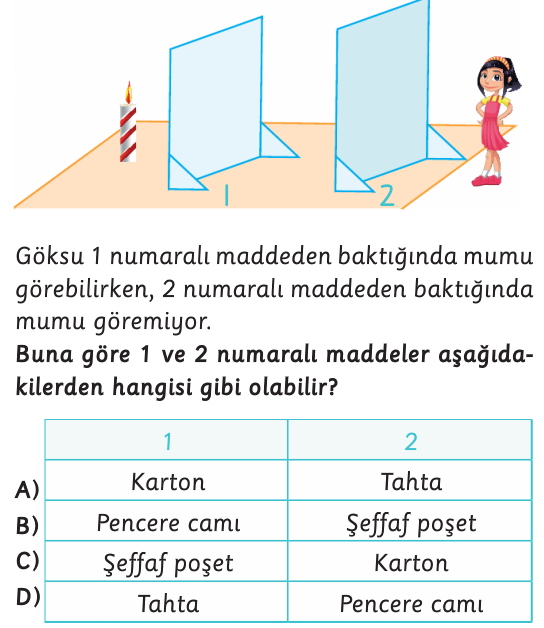 1
2
Göksu 1 numaralı maddeden baktığında mumu
görebilirken, 2 numaralı maddeden baktığında
mumu göremiyor.
Buna göre 1 ve 2 numaralı maddeler aşağıda-
kilerden hangisi gibi olabilir?
1 2
A) Karton Tahta
B) Pencere camı Şeffaf poşet
C) Şeffaf poşet Karton
D) Tahta Pencere camı